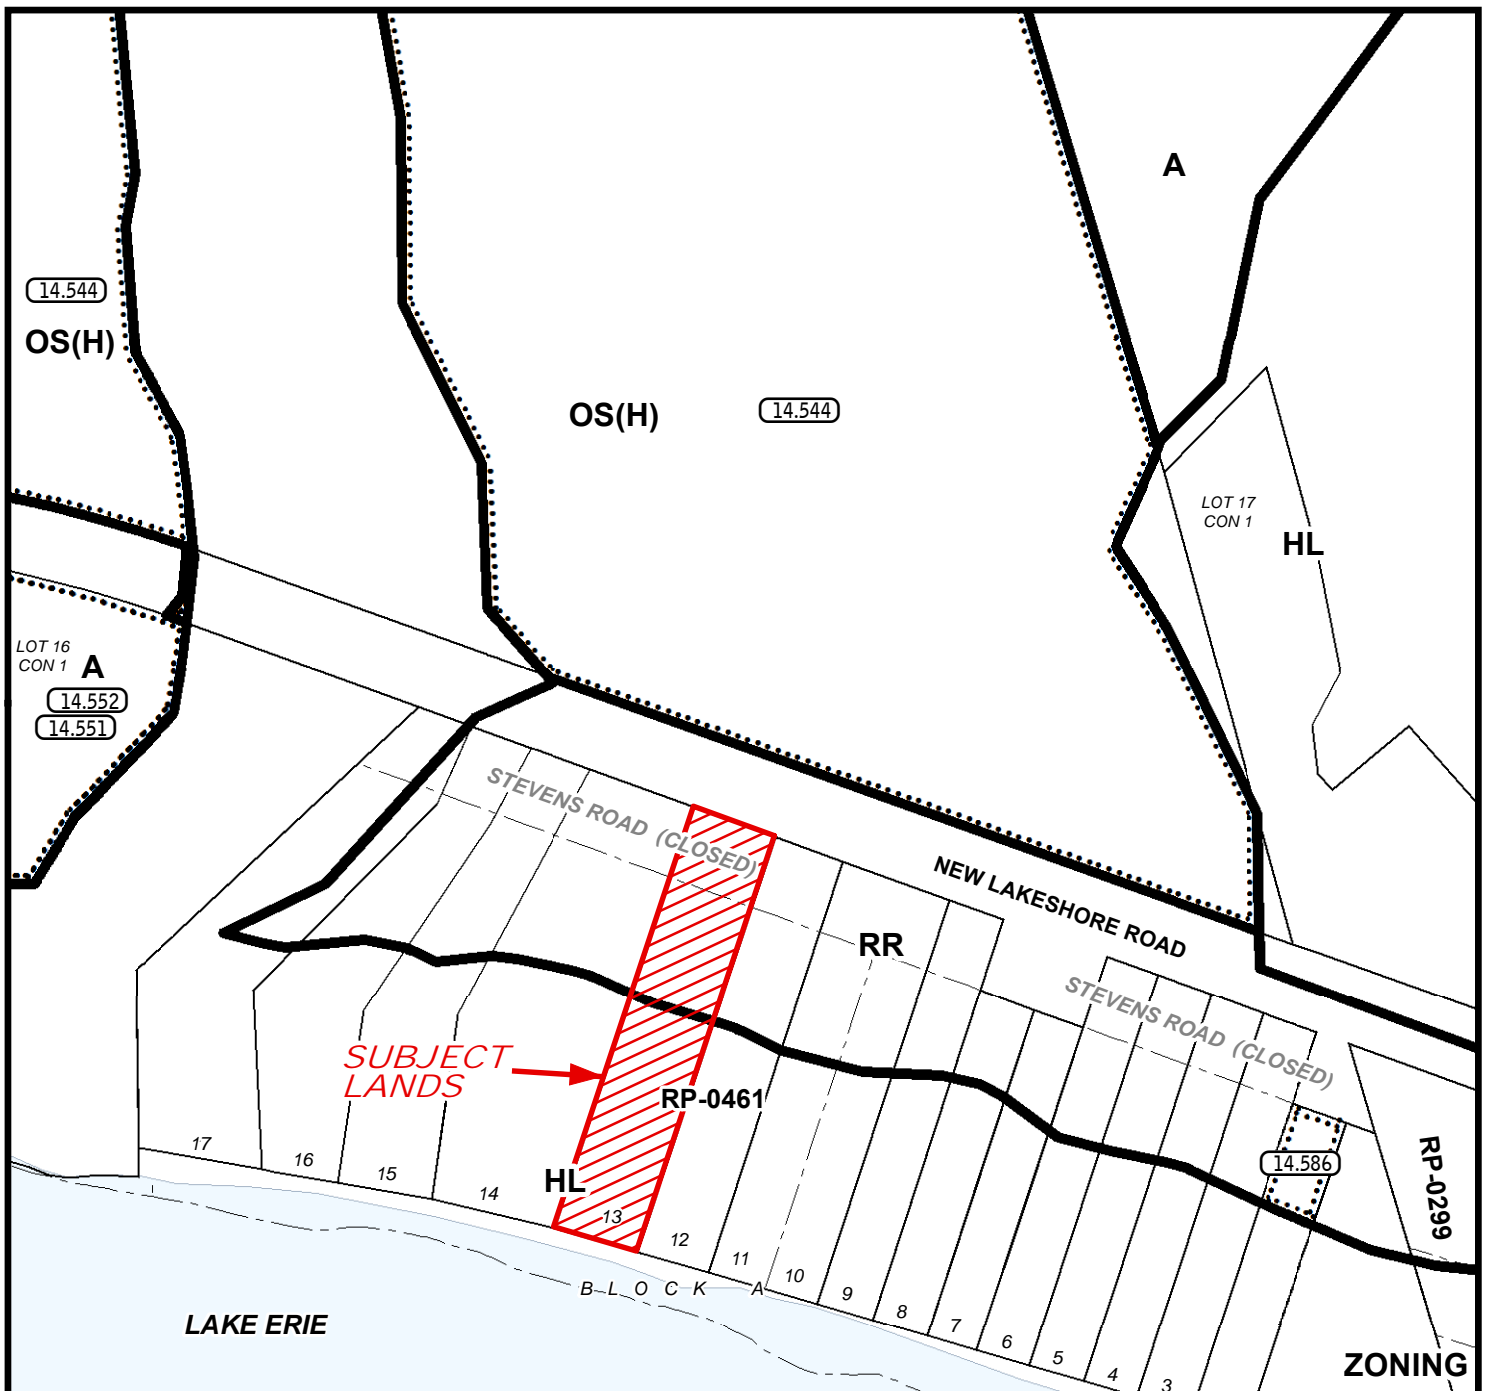 A
14.544
OS(H)
OS(H)
14.544
LOT 17
CON 1
HL
LOT 16
CON 1
A
14.552
14.551
STEVENS ROAD (CLOSED)
NEW LAKESHORE ROAD
RR
STEVENS ROAD (CLOSED)
SUBJECT
LANDS
RP-0461
14.586
RP-0299
HL
17
16
15
14
13
12
11
10
9
8
7
6
5
4
3
BLOCK A
LAKE ERIE
ZONING